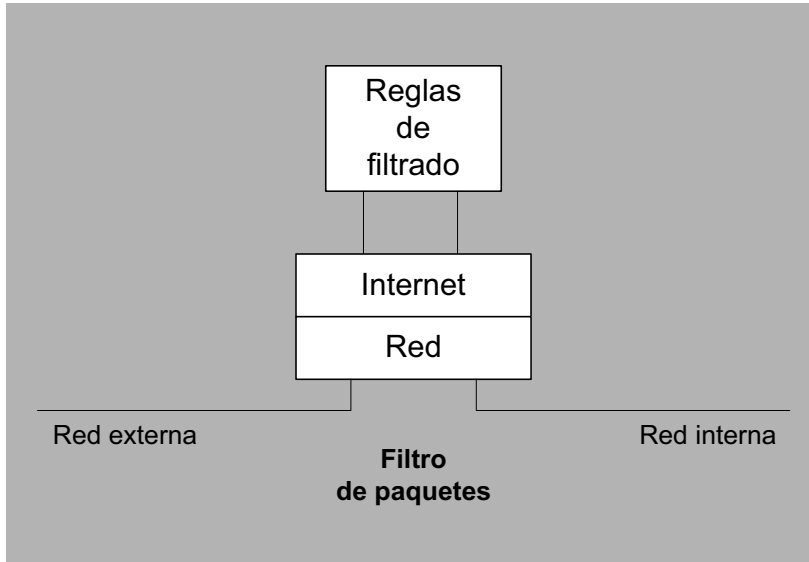 Reglas
de
filtrado
Internet
Red
Red externa
Red interna
Filtro
de paquetes